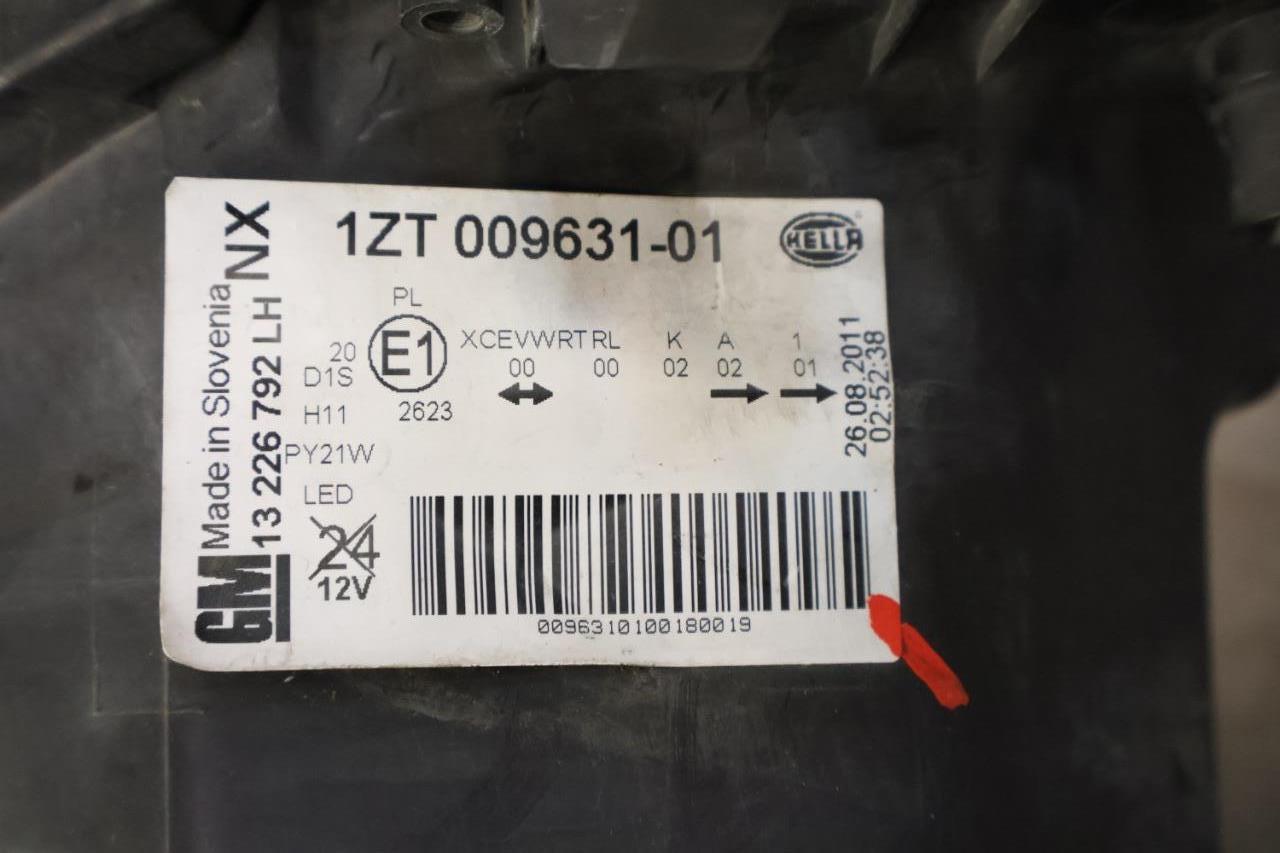 1ZT 009631-01
HELLA
Made in Slovenia
GM 13 226 792 LH NX
PL
E1
2623
20
D1S
H11
PY21W
LED
24
12V
XCEVWRT RL K A 1
00 00 02 02 01
26.08.2011
02:52:38
0096310100180019